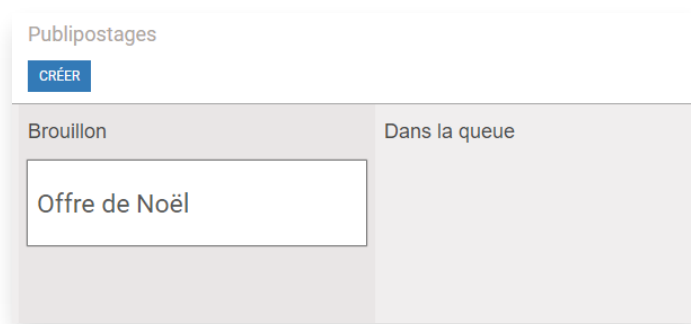 Publipostages
CRÉER
Brouillon
Dans la queue
Offre de Noël